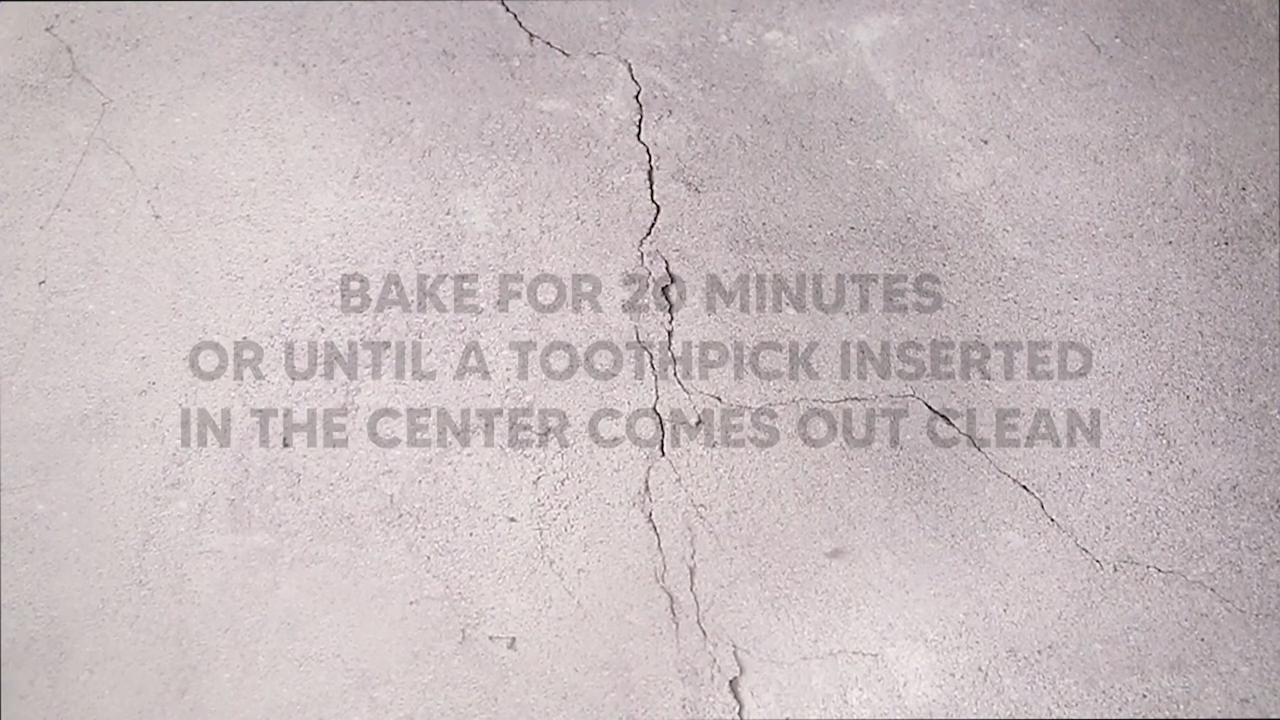 BAKE FOR 20 MINUTES
OR UNTIL A TOOTHPICK INSERTED
IN THE CENTER COMES OUT CLEAN